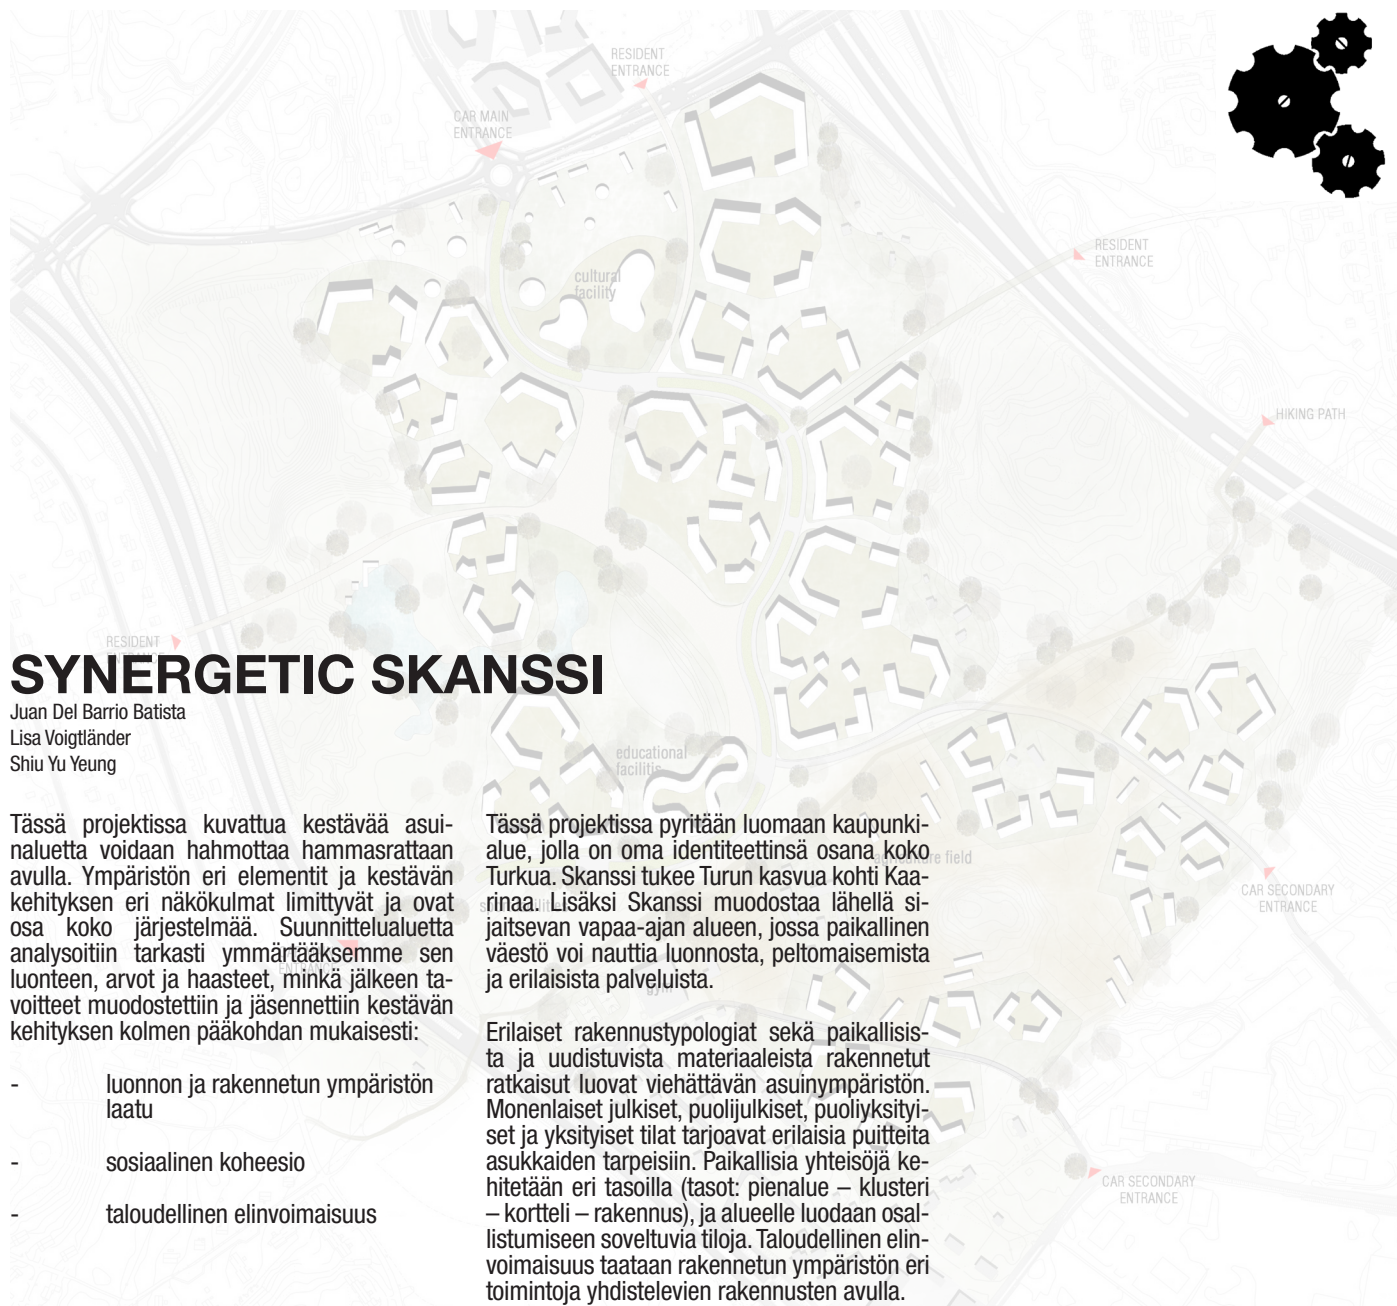 RESIDENT
ENTRANCE
CAR MAIN
ENTRANCE
RESIDENT
ENTRANCE
cultural
facility
HIKING PATH
RESIDENT
ENTRANCE
SYNERGETIC SKANSSI
Juan Del Barrio Batista
Lisa Voigtländer
Shiu Yu Yeung
educational
facilitis
agriculture field
CAR SECONDARY
ENTRANCE
ENTRANCE
gym
CAR SECONDARY
ENTRANCE
Tässä projektissa kuvattua kestävää asui-
naluetta voidaan hahmottaa hammasrattaan
avulla. Ympäristön eri elementit ja kestävän
kehityksen eri näkökulmat limittyvät ja ovat
osa koko järjestelmää. Suunnittelualuetta
analysoitiin tarkasti ymmärtääksemme sen
luonteen, arvot ja haasteet, minkä jälkeen ta-
voitteet muodostettiin ja jäsennettiin kestävän
kehityksen kolmen pääkohdan mukaisesti:
- luonnon ja rakennetun ympäristön
laatu
- sosiaalinen koheesio
- taloudellinen elinvoimaisuus
Tässä projektissa pyritään luomaan kaupunki-
alue, jolla on oma identiteettinsä osana koko
Turkua. Skanssi tukee Turun kasvua kohti Kaa-
rinaa. Lisäksi Skanssi muodostaa lähellä si-
jaitsevan vapaa-ajan alueen, jossa paikallinen
väestö voi nauttia luonnosta, peltomaisemista
ja erilaisista palveluista.
Erilaiset rakennustypologiat sekä paikallisis-
ta ja uudistuvista materiaaleista rakennetut
ratkaisut luovat viehättävän asuinympäristön.
Monenlaiset julkiset, puolijulkiset, puoliyksityi-
set ja yksityiset tilat tarjoavat erilaisia puitteita
asukkaiden tarpeisiin. Paikallisia yhteisöjä ke-
hitetään eri tasoilla (tasot: pienalue – klusteri
– kortteli – rakennus), ja alueelle luodaan osal-
listumiseen soveltuvia tiloja. Taloudellinen elin-
voimaisuus taataan rakennetun ympäristön eri
toimintoja yhdistelevien rakennusten avulla.